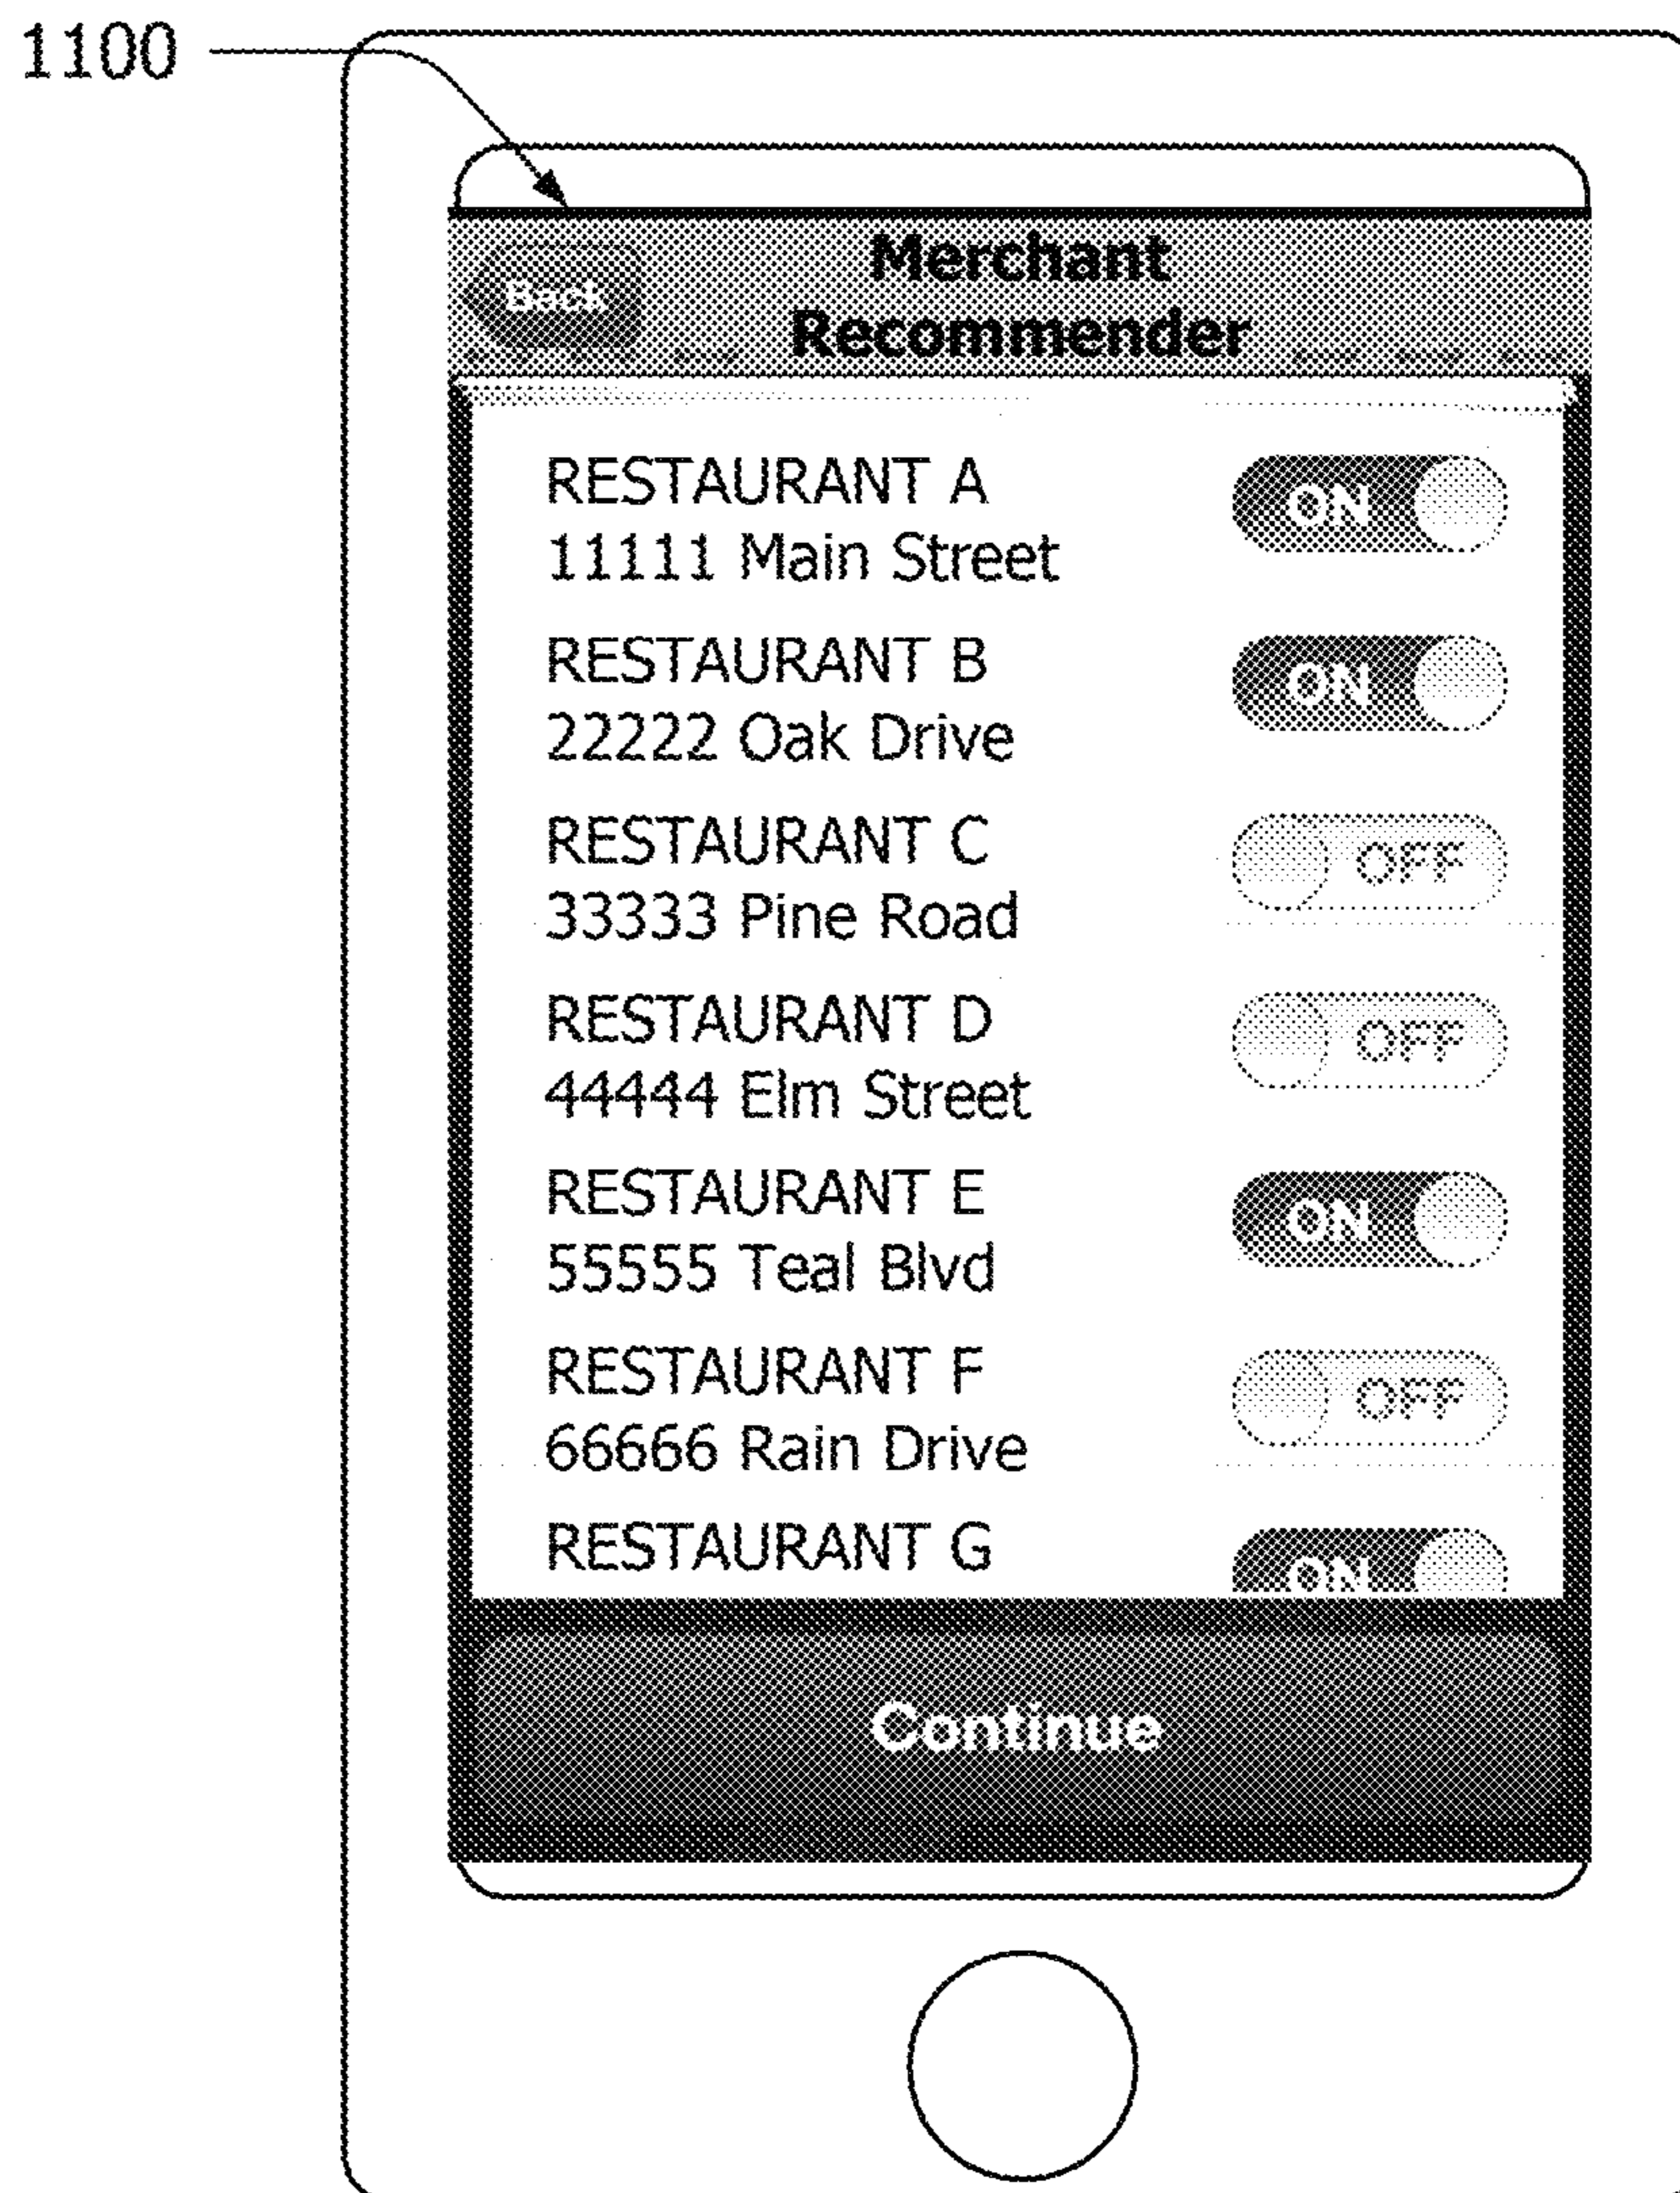 1100
Merchant
Back
Recommender
RESTAURANT A
ON
11111 Main Street
RESTAURANT B
ON
22222 Oak Drive
RESTAURANT C
OFF
33333 Pine Road
RESTAURANT D
OFF
44444 Elm Street
RESTAURANT E
ON
55555 Teal Blvd
RESTAURANT F
OFF
66666 Rain Drive
RESTAURANT G
ON
Continue